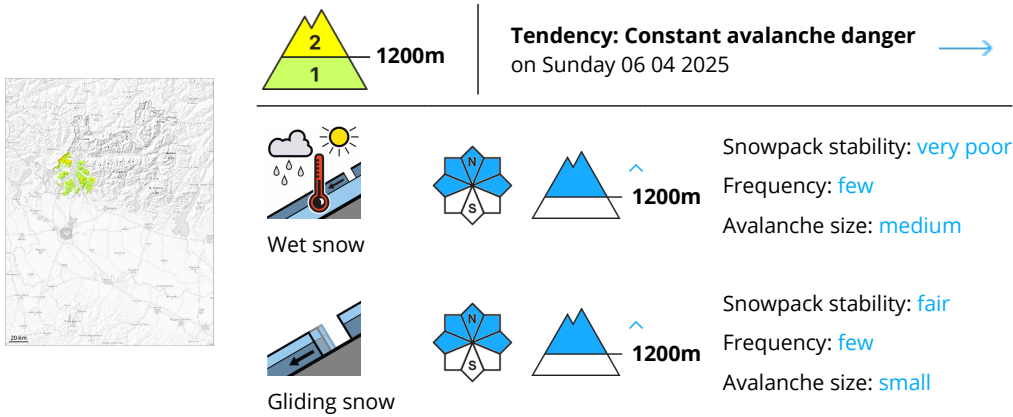 2
1200m
1
Tendency: Constant avalanche danger
on Sunday 06 04 2025
20 km
N
S
1200m
Snowpack stability: very poor
Frequency: few
Avalanche size: medium
Wet snow
N
S
1200m
Snowpack stability: fair
Frequency: few
Avalanche size: small
Gliding snow